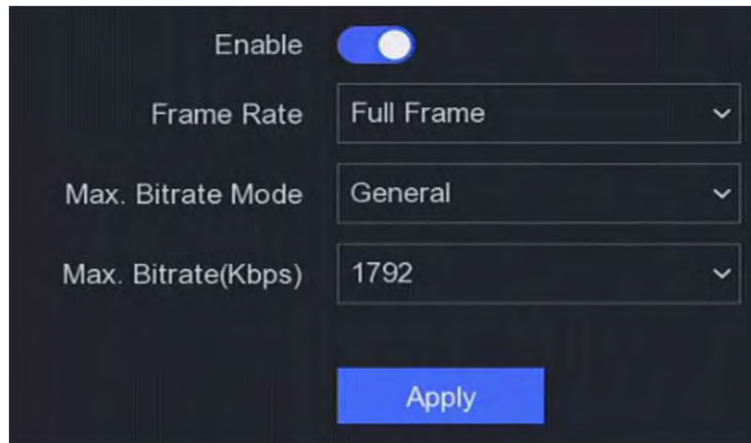 Enable
Frame Rate Full Frame
Max. Bitrate Mode General
Max. Bitrate(Kbps) 1792
Apply